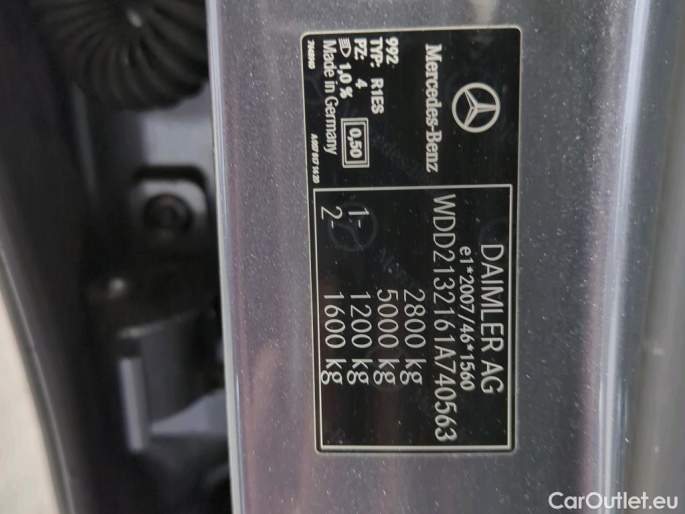 Mercedes-Benz
992
TYP: R1ES
PZ: 4
1,0 %
0,50
Made in Germany
DAIMLER AG
e1*2007/46*1560
WDD2132161A740563
2800 kg
5000 kg
1- 1200 kg
2- 1600 kg
CarOutlet.eu